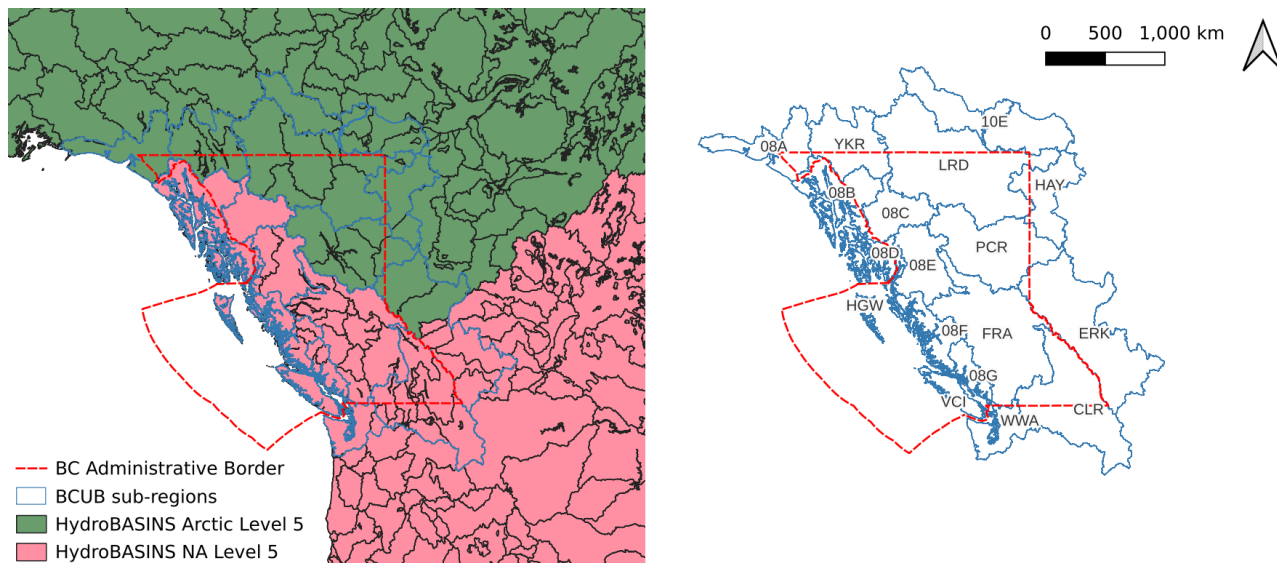 BC Administrative Border
BCUB sub-regions
HydroBASINS Arctic Level 5
HydroBASINS NA Level 5
0 500 1,000 km
10E
08A
YKR
LRD
HAY
08B
08C
PCR
08D
08E
HGW
08F
FRA
ERK
08G
VCI
CLR
WWA